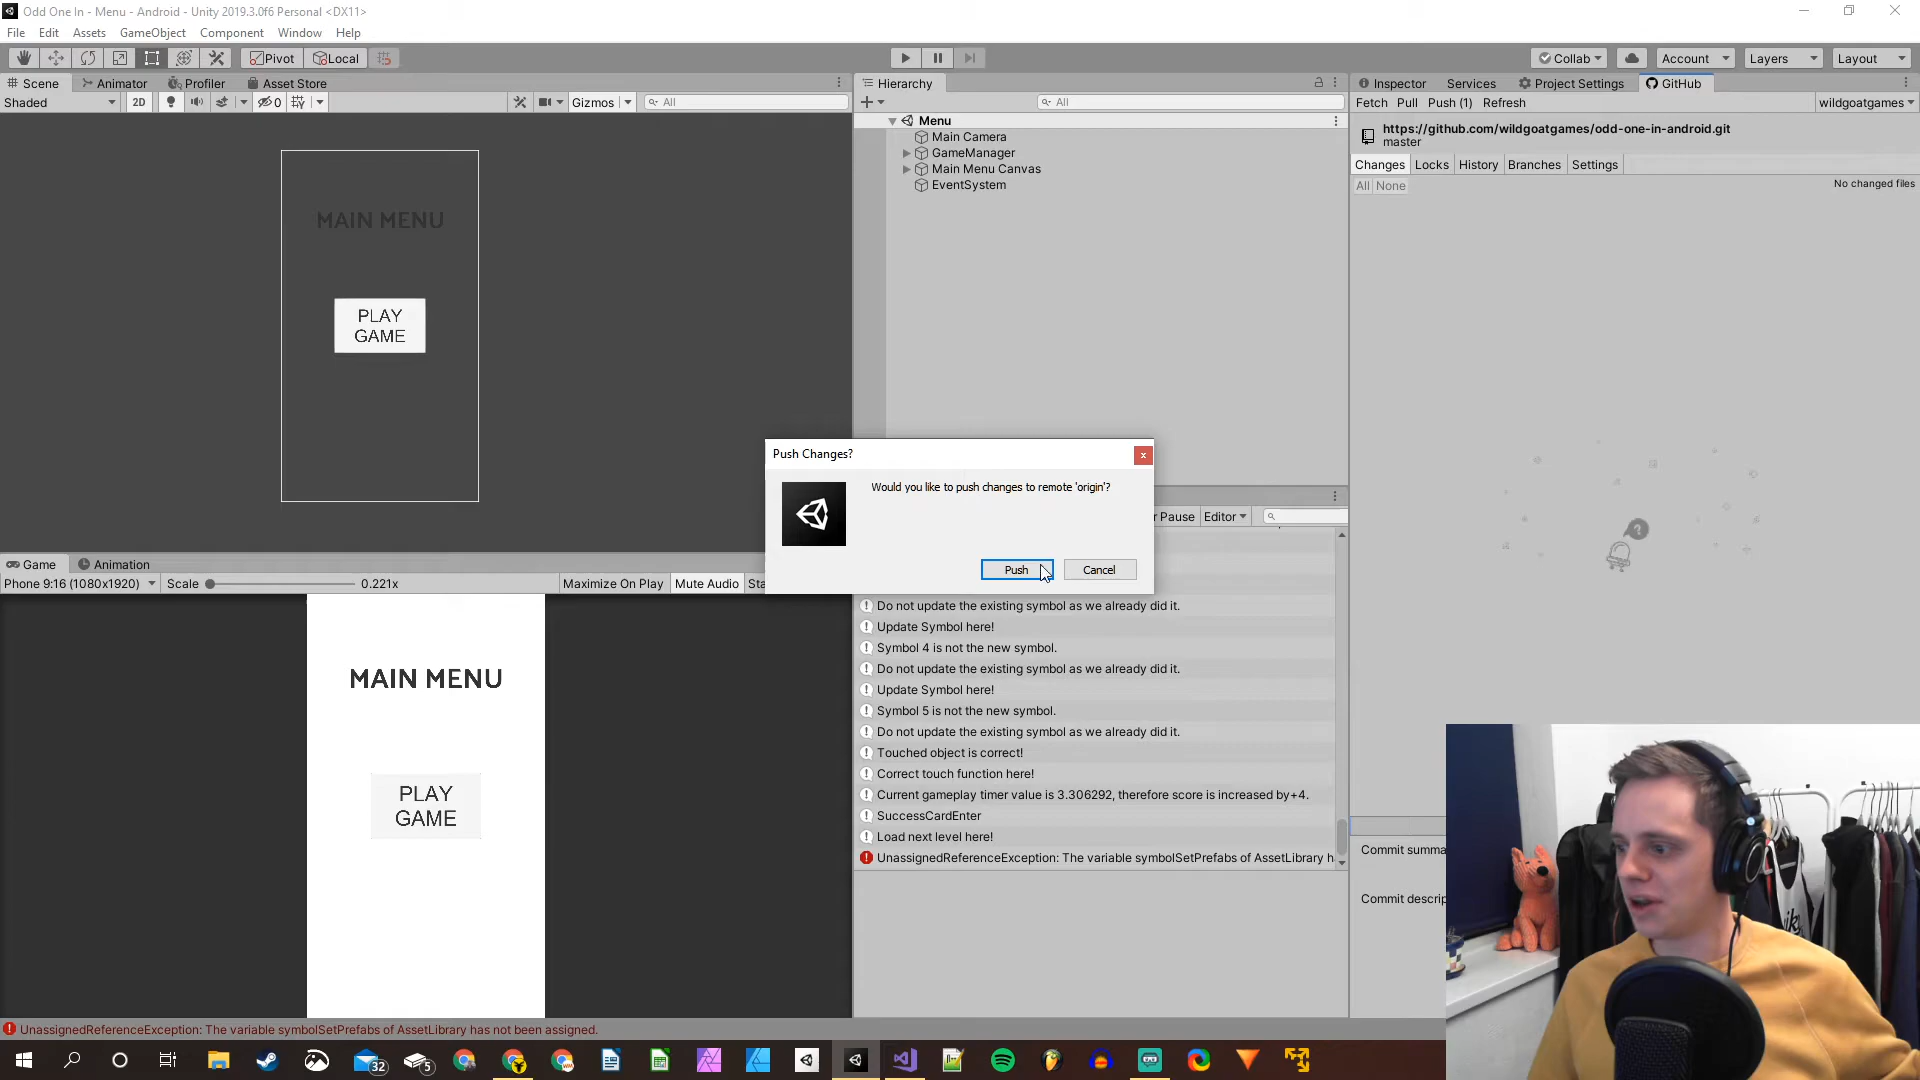 Odd One In - Menu - Android - Unity 2019.3.0f6 Personal <DX11>
File Edit Assets GameObject Component Window Help
Pivot Local
Collab Account Layers Layout
Scene Animator Profiler Asset Store
Shaded 2D 0 Gizmos All
MAIN MENU
PLAY
GAME
Hierarchy
All
Menu
Main Camera
GameManager
Main Menu Canvas
EventSystem
Inspector Services Project Settings GitHub
Fetch Pull Push (1) Refresh wildgoatgames
https://github.com/wildgoatgames/odd-one-in-android.git
master
Changes Locks History Branches Settings
All None No changed files
Push Changes?
Would you like to push changes to remote 'origin'?
Push Cancel
Pause Editor
Game Animation
Phone 9:16 (1080x1920) Scale 0.221x Maximize On Play Mute Audio Sta
MAIN MENU
PLAY
GAME
Do not update the existing symbol as we already did it.
Update Symbol here!
Symbol 4 is not the new symbol.
Do not update the existing symbol as we already did it.
Update Symbol here!
Symbol 5 is not the new symbol.
Do not update the existing symbol as we already did it.
Touched object is correct!
Correct touch function here!
Current gameplay timer value is 3.306292, therefore score is increased by+4.
SuccessCardEnter
Load next level here!
UnassignedReferenceException: The variable symbolSetPrefabs of AssetLibrary h
Commit summa
Commit descrip
UnassignedReferenceException: The variable symbolSetPrefabs of AssetLibrary has not been assigned.
32 5